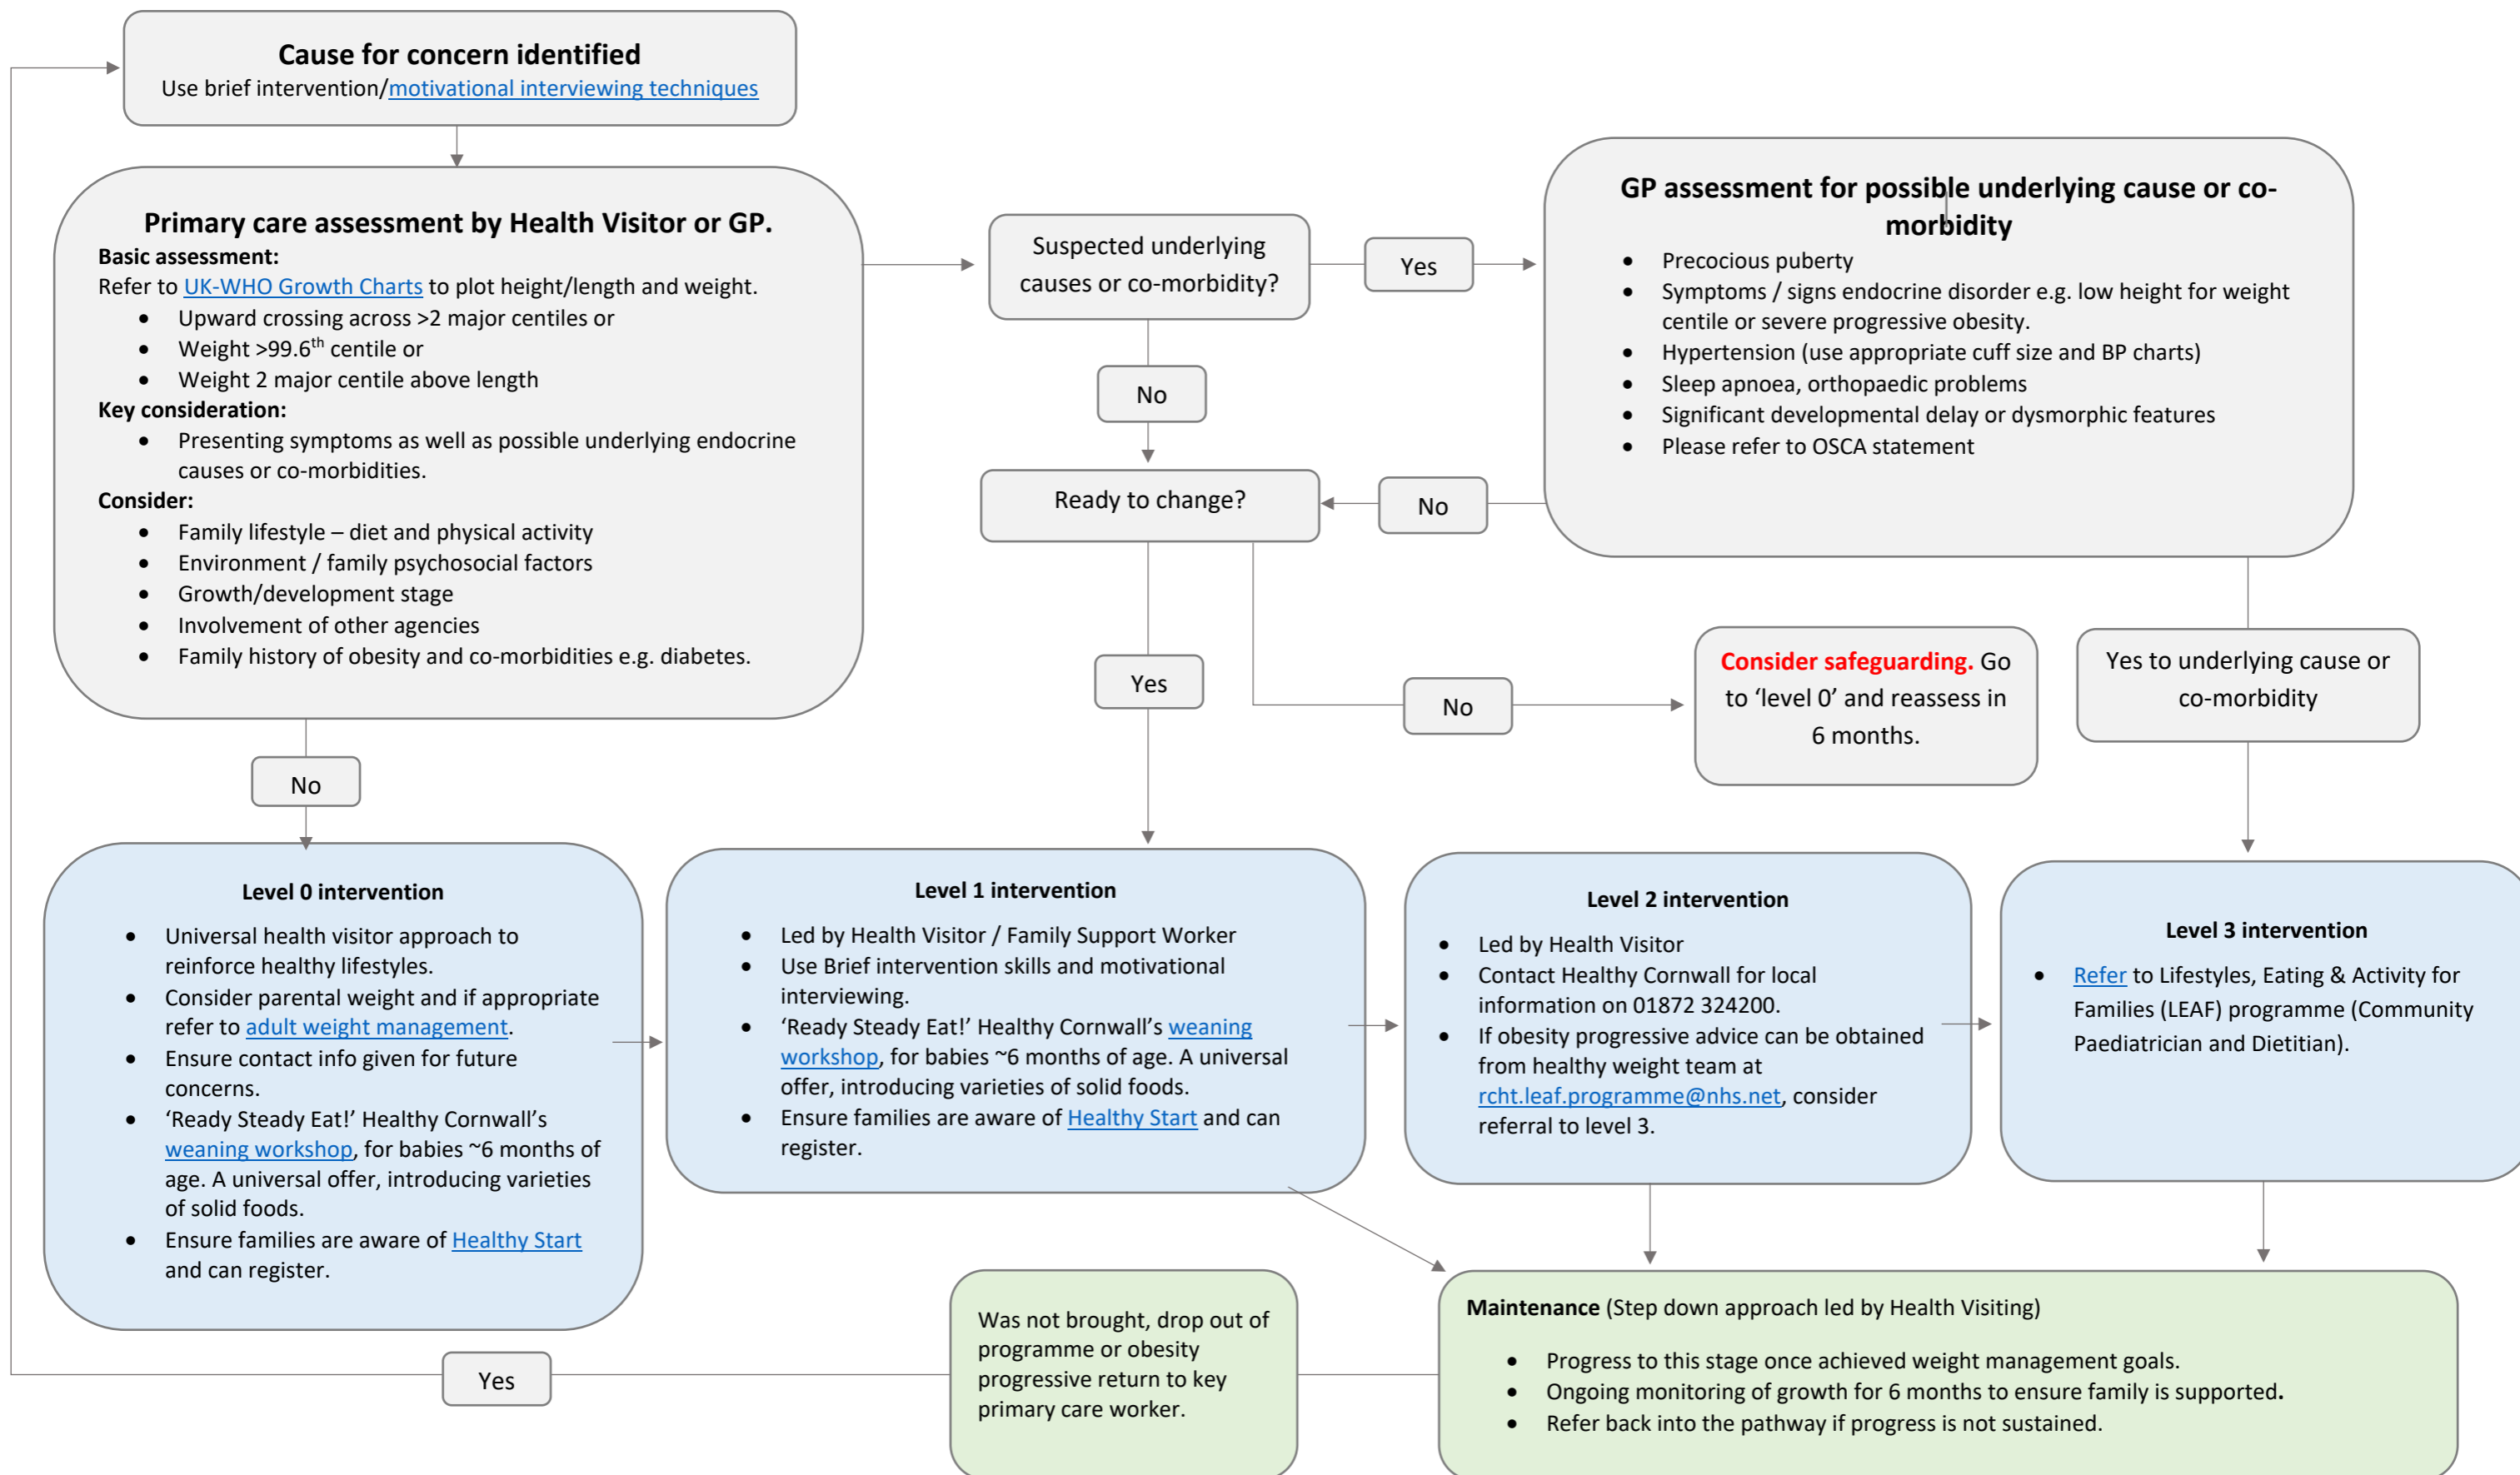 Cause for concern identified
Use brief intervention/motivational interviewing techniques
Primary care assessment by Health Visitor or GP.
Basic assessment:
Refer to UK-WHO Growth Charts to plot height/length and weight.
• Upward crossing across >2 major centiles or
• Weight >99.6th centile or
• Weight 2 major centile above length
Key consideration:
• Presenting symptoms as well as possible underlying endocrine
causes or co-morbidities.
Consider:
• Family lifestyle – diet and physical activity
• Environment / family psychosocial factors
• Growth/development stage
• Involvement of other agencies
• Family history of obesity and co-morbidities e.g. diabetes.
Suspected underlying
causes or co-morbidity?
Yes
GP assessment for possible underlying cause or co-
morbidity
• Precocious puberty
• Symptoms / signs endocrine disorder e.g. low height for weight
centile or severe progressive obesity.
• Hypertension (use appropriate cuff size and BP charts)
• Sleep apnoea, orthopaedic problems
• Significant developmental delay or dysmorphic features
• Please refer to OSCA statement
No
Ready to change?
No
Yes
No
Consider safeguarding. Go
to ‘level 0’ and reassess in
6 months.
Yes to underlying cause or
co-morbidity
No
Level 0 intervention
• Universal health visitor approach to
reinforce healthy lifestyles.
• Consider parental weight and if appropriate
refer to adult weight management.
• Ensure contact info given for future
concerns.
• ‘Ready Steady Eat!’ Healthy Cornwall’s
weaning workshop, for babies ~6 months of
age. A universal offer, introducing varieties
of solid foods.
• Ensure families are aware of Healthy Start
and can register.
Level 1 intervention
• Led by Health Visitor / Family Support Worker
• Use Brief intervention skills and motivational
interviewing.
• ‘Ready Steady Eat!’ Healthy Cornwall’s weaning
workshop, for babies ~6 months of age. A universal
offer, introducing varieties of solid foods.
• Ensure families are aware of Healthy Start and can
register.
Level 2 intervention
• Led by Health Visitor
• Contact Healthy Cornwall for local
information on 01872 324200.
• If obesity progressive advice can be obtained
from healthy weight team at
rcht.leaf.programme@nhs.net, consider
referral to level 3.
Level 3 intervention
• Refer to Lifestyles, Eating & Activity for
Families (LEAF) programme (Community
Paediatrician and Dietitian).
Yes
Was not brought, drop out of
programme or obesity
progressive return to key
primary care worker.
Maintenance (Step down approach led by Health Visiting)
• Progress to this stage once achieved weight management goals.
• Ongoing monitoring of growth for 6 months to ensure family is supported.
• Refer back into the pathway if progress is not sustained.